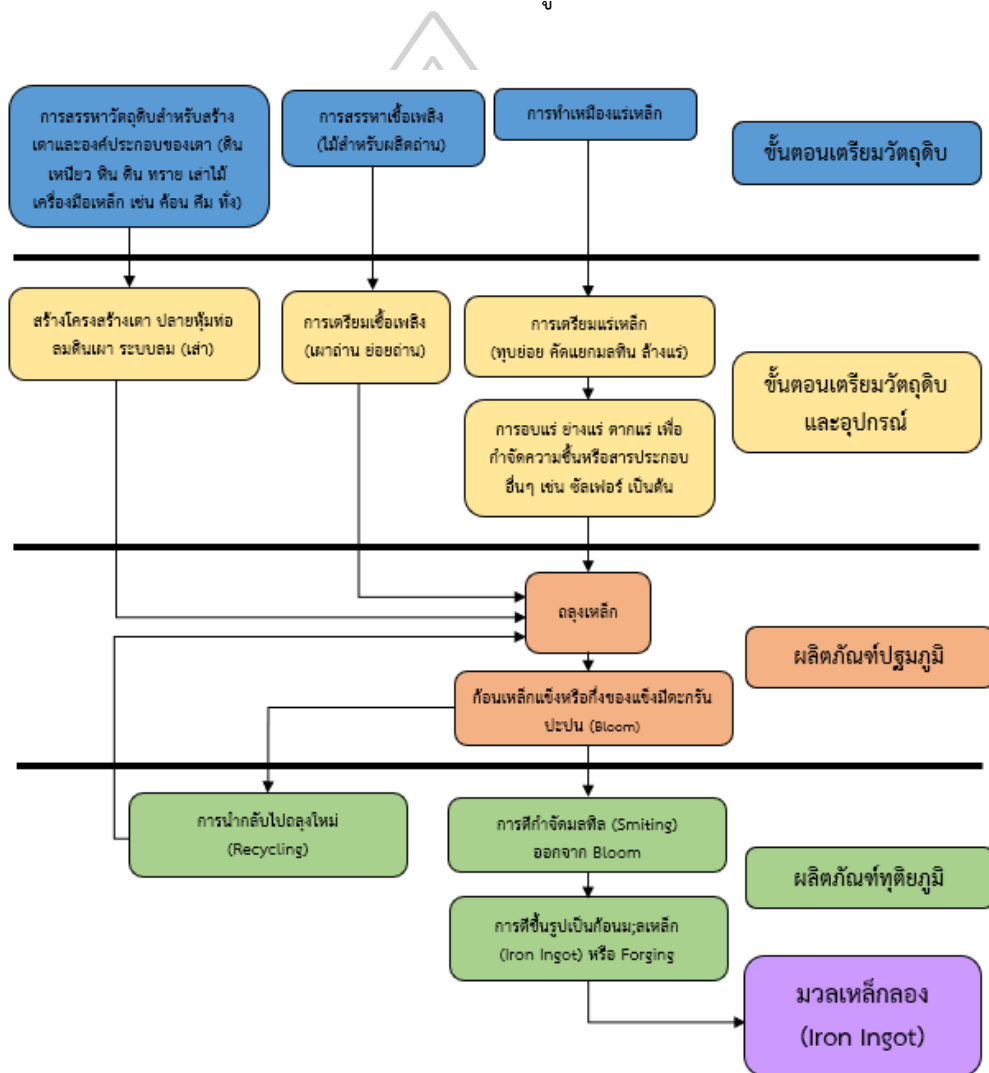 การสรรหาวัตถุดิบสำหรับสร้าง
เตาและองค์ประกอบของเตา (ดิน
เหนียว หิน ดิน ทราย เล่าไม้
เครื่องมือเหล็ก เช่น ค้อน คีม ทั่ง)
การสรรหาเชื้อเพลิง
(ไม้สำหรับผลิตถ่าน)
การทำเหมืองแร่เหล็ก
ขั้นตอนเตรียมวัตถุดิบ
สร้างโครงสร้างเตา ปลายหุ้มท่อ
ลมดินเผา ระบบลม (เส่า)
การเตรียมเชื้อเพลิง
(เผาถ่าน ย่อยถ่าน)
การเตรียมแร่เหล็ก
(ทุบย่อย คัดแยกมลทิน ล้างแร่)
ขั้นตอนเตรียมวัตถุดิบ
และอุปกรณ์
การอบแร่ ย่างแร่ ตากแร่ เพื่อ
กำจัดความชื้นหรือสารประกอบ
อื่นๆ เช่น ซัลเฟอร์ เป็นต้น
ถลุงเหล็ก
ผลิตภัณฑ์ปฐมภูมิ
ก้อนเหล็กแข็งหรือกึ่งของแข็งมีตะกรัน
ปะปน (Bloom)
การนำกลับไปถลุงใหม่
(Recycling)
การตีกำจัดมลทิล (Smiting)
ออกจาก Bloom
ผลิตภัณฑ์ทุติยภูมิ
การตีขึ้นรูปเป็นก้อนม;ลเหล็ก
(Iron Ingot) หรือ Forging
มวลเหล็กลอง
(Iron Ingot)